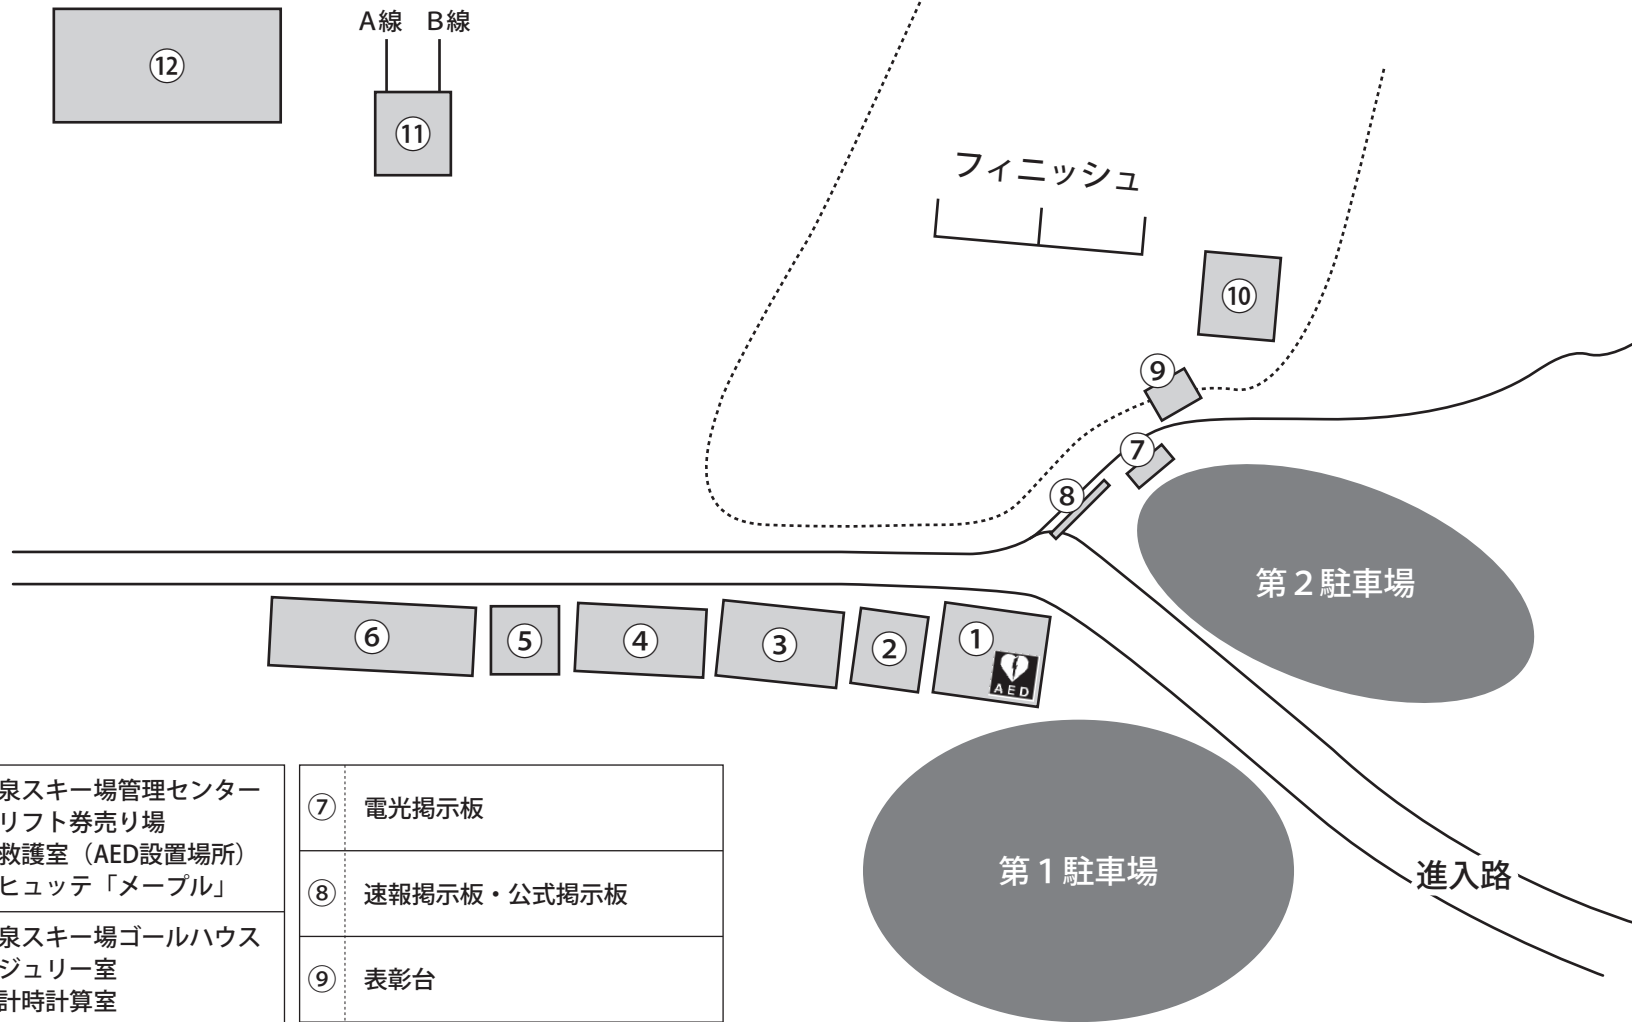 A線 B線
⑫
⑪
フィニッシュ
⑩
⑨
⑦
⑧
第2駐車場
⑥
⑤
④
③
②
①
AED
第1駐車場
進入路
泉スキー場管理センター
リフト券売り場
救護室（AED設置場所）
ヒュッテ「メープル」
泉スキー場ゴールハウス
ジュリー室
計時計算室
⑦ 電光掲示板
⑧ 速報掲示板・公式掲示板
⑨ 表彰台